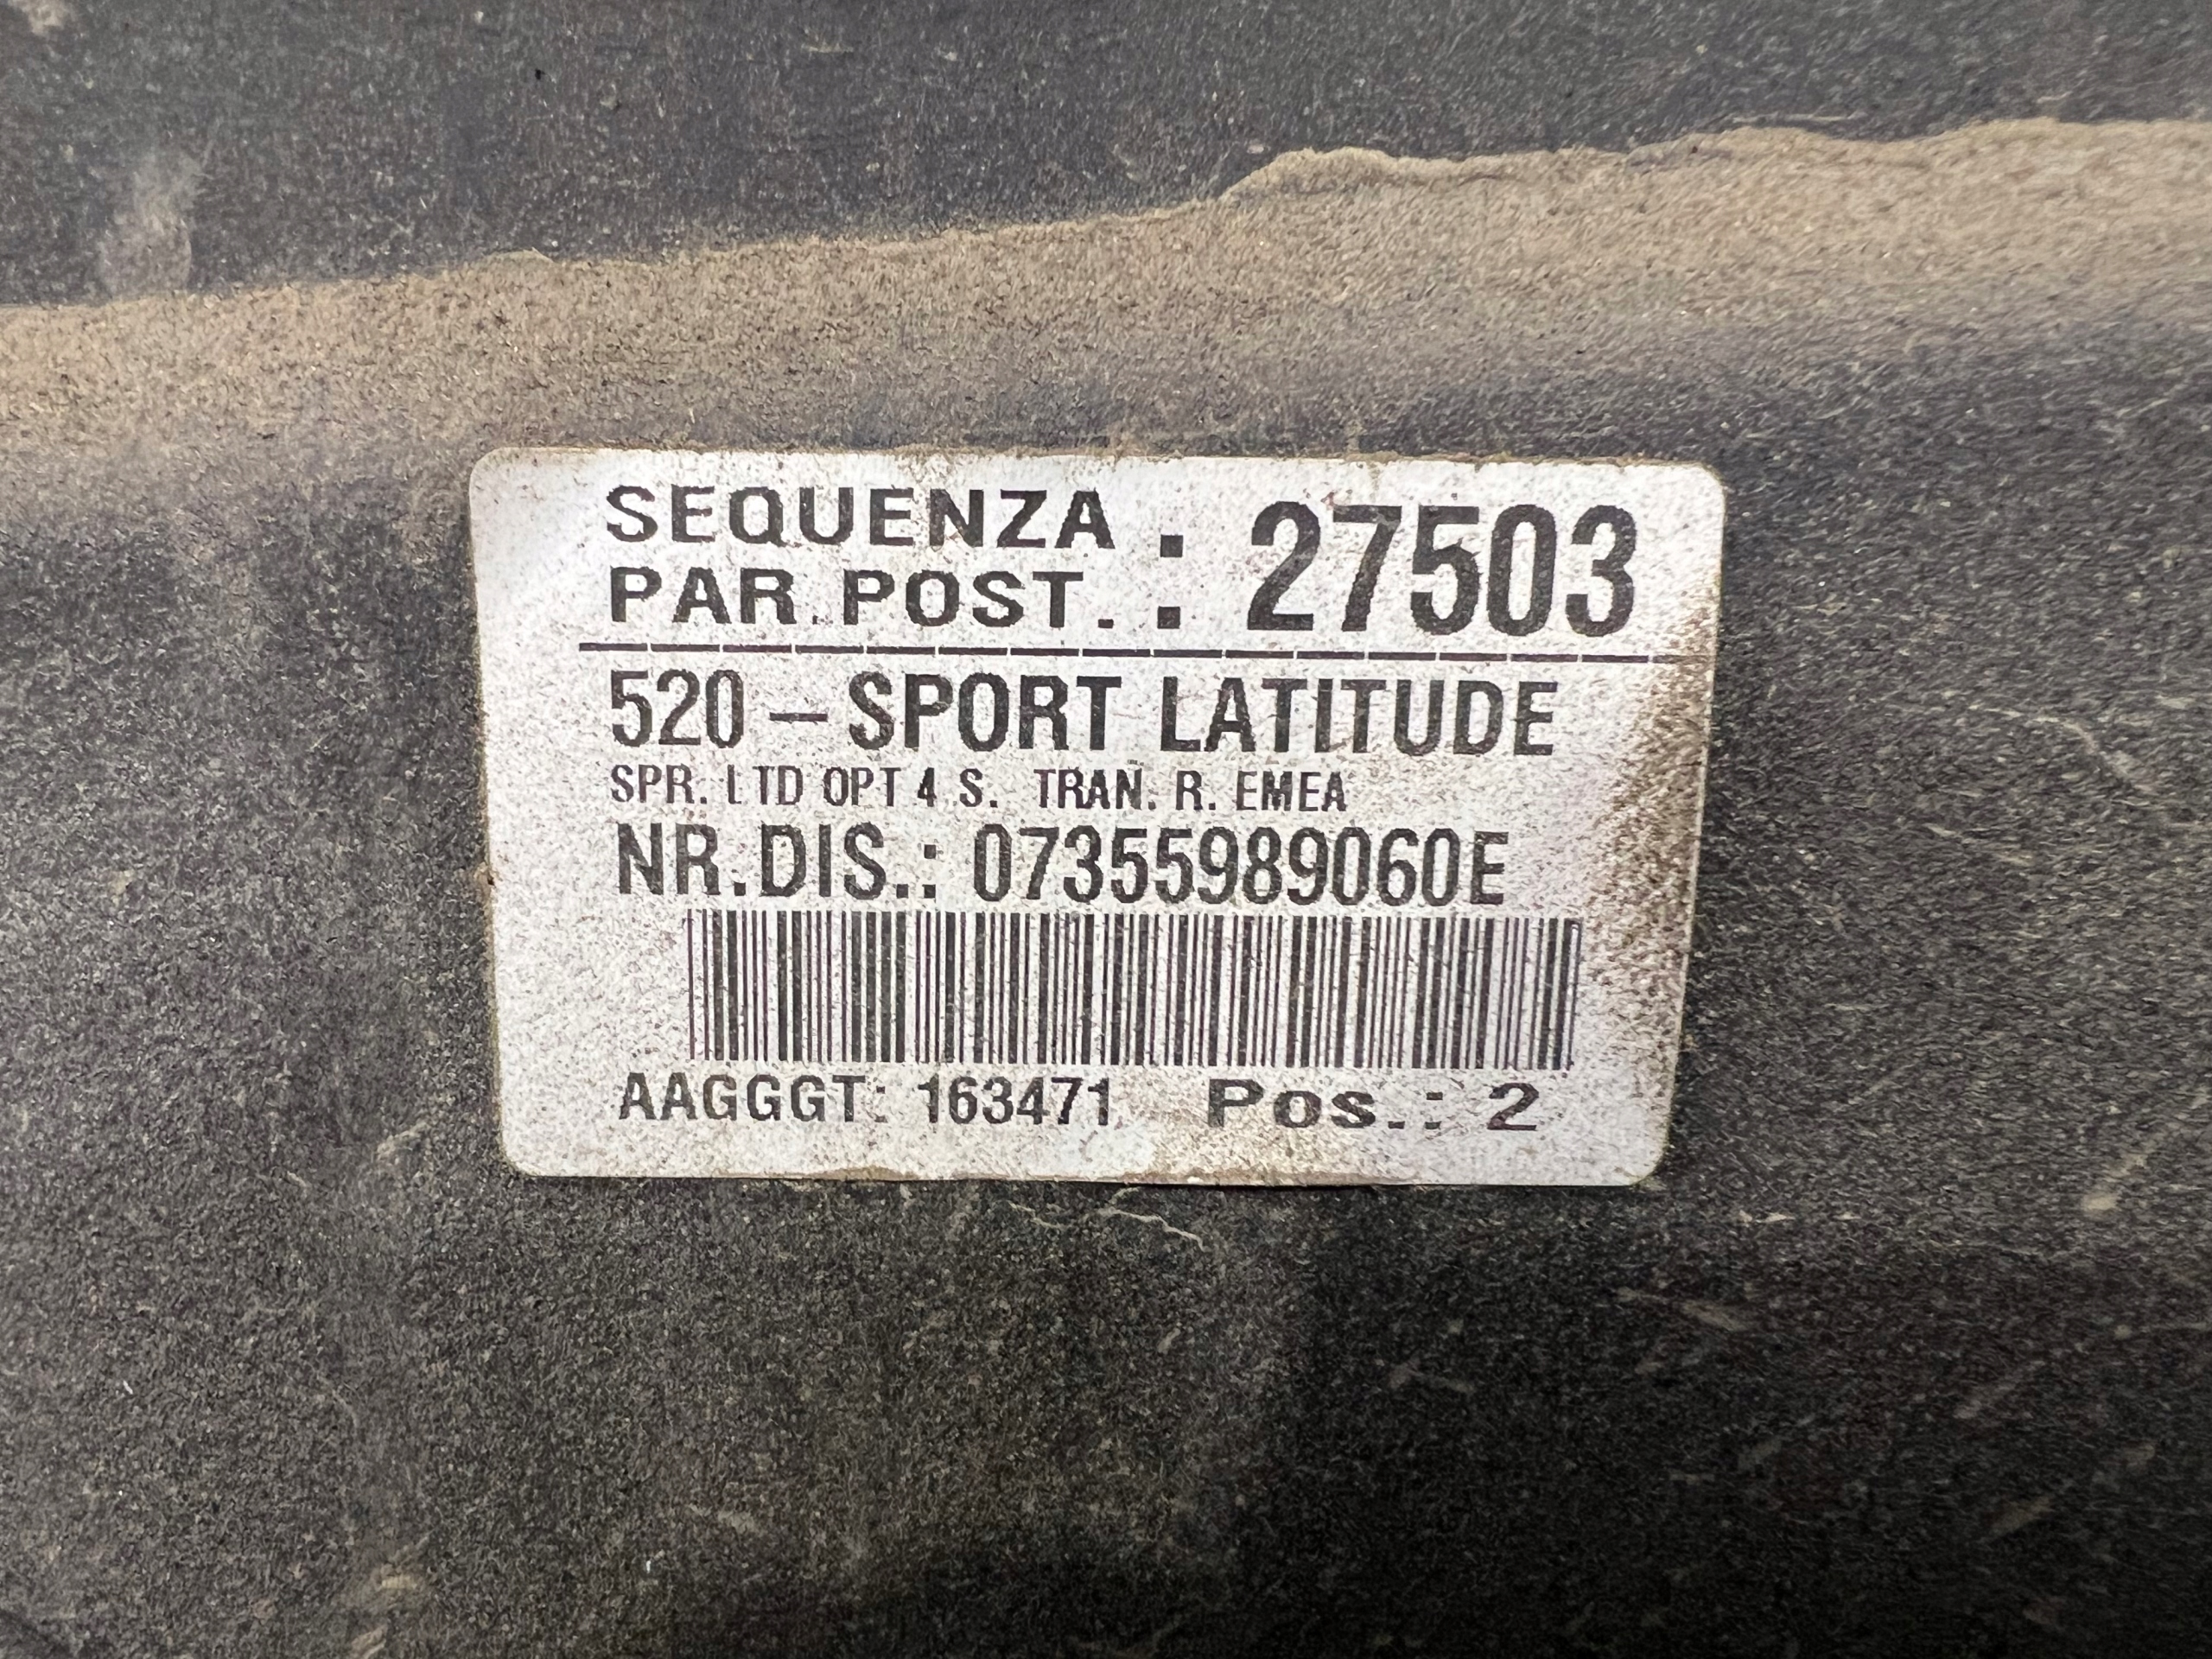 SEQUENZA
PAR.POST. : 27503
520 - SPORT LATITUDE
SPR. LTD OPT 4 S. TRAN. R. EMEA
NR.DIS.: 07355989060E
AAGGGT: 163471 Pos.: 2